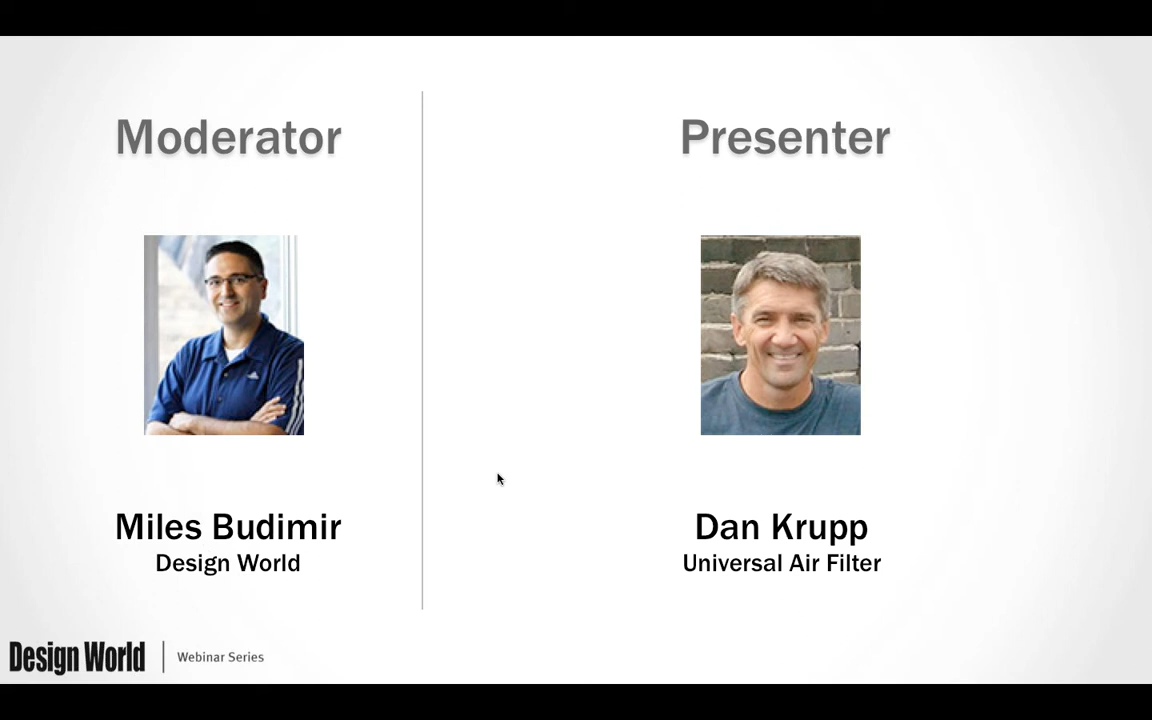 Moderator
Presenter
Miles Budimir
Design World
Dan Krupp
Universal Air Filter
Design World
Webinar Series